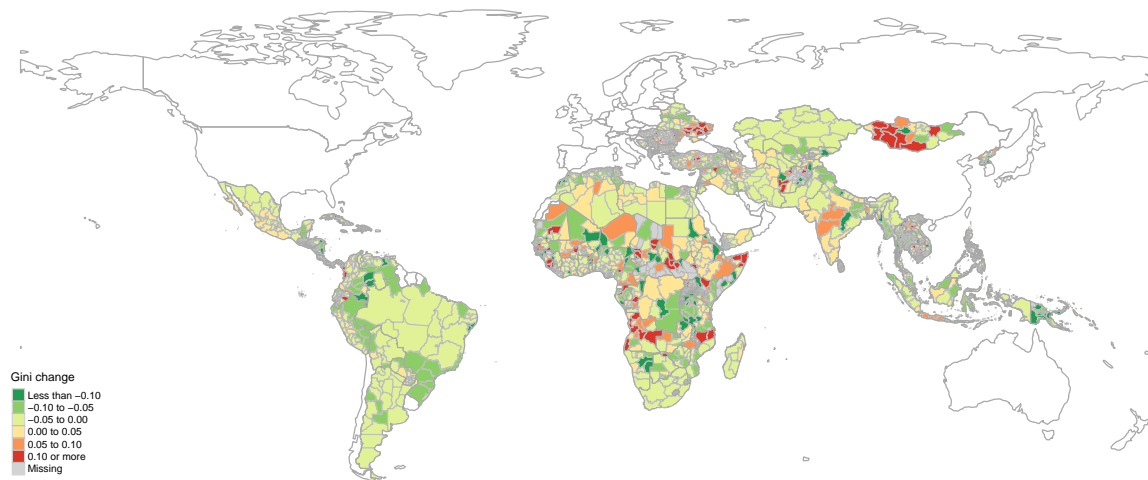 Gini change
Less than −0.10
−0.10 to −0.05
−0.05 to 0.00
0.00 to 0.05
0.05 to 0.10
0.10 or more
Missing